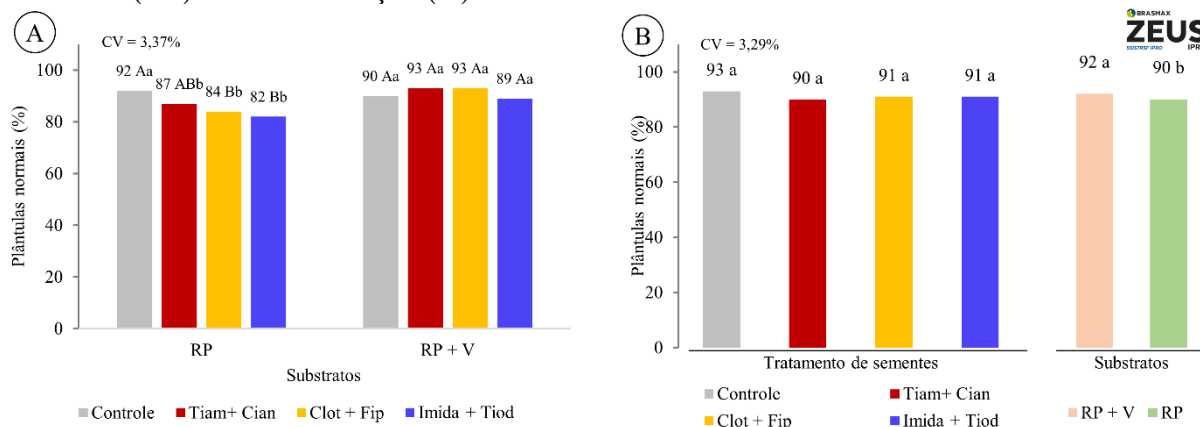 A
CV = 3,37%
Plântulas normais (%)
100
80
60
40
20
0
92 Aa
87 ABb
84 Bb
82 Bb
90 Aa
93 Aa
93 Aa
89 Aa
RP
RP + V
Substratos
Controle
Tiam+ Cian
Clot + Fip
Imida + Tiod
B
CV = 3,29%
BRASMAX
ZEUS
IPRO
Plântulas normais (%)
100
80
60
40
20
0
93 a
90 a
91 a
91 a
92 a
90 b
Tratamento de sementes
Substratos
Controle
Tiam+ Cian
Clot + Fip
Imida + Tiod
RP + V
RP